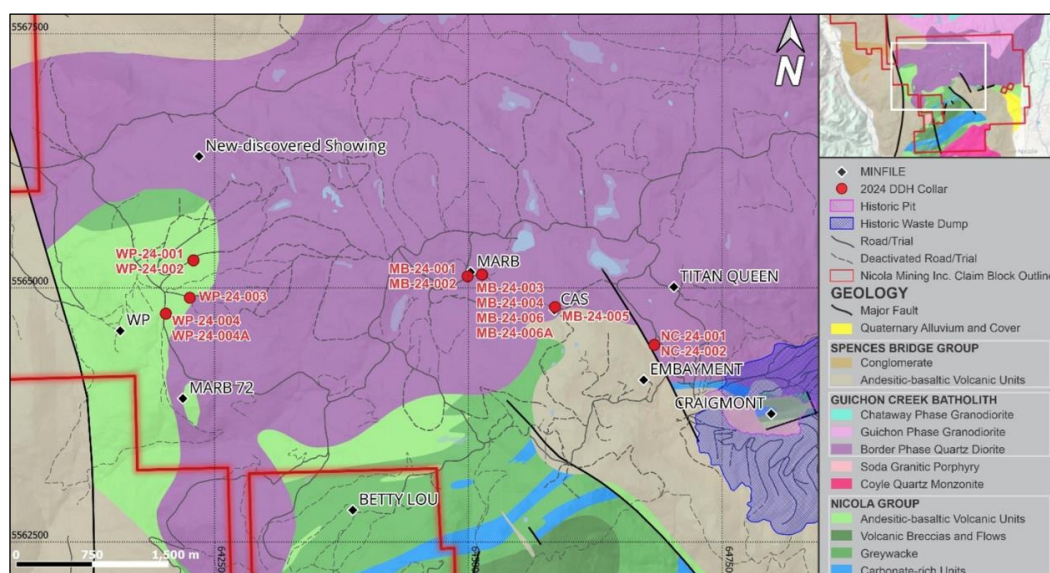 5567500
N
New-discovered Showing
WP-24-001
WP-24-002
MB-24-001
MB-24-002
MARB
MB-24-003
MB-24-004
MB-24-006
MB-24-006A
TITAN QUEEN
5565000
WP-24-003
CAS
MB-24-005
WP
WP-24-004
WP-24-004A
NC-24-001
NC-24-002
EMBAYMENT
MARB 72
CRAIGMONT
BETTY LOU
5562500
0 750 1,500 m
64250
64750
MINFILE
2024 DDH Collar
Historic Pit
Historic Waste Dump
Road/Trial
Deactivated Road/Trial
Nicola Mining Inc. Claim Block Outline
GEOLOGY
Major Fault
Quaternary Alluvium and Cover
SPENCES BRIDGE GROUP
Conglomerate
Andesitic-basaltic Volcanic Units
GUICHON CREEK BATHOLITH
Chataway Phase Granodiorite
Guichon Phase Granodiorite
Border Phase Quartz Diorite
Soda Granitic Porphyry
Coyle Quartz Monzonite
NICOLA GROUP
Andesitic-basaltic Volcanic Units
Volcanic Breccias and Flows
Greywacke
Carbonate-rich Units